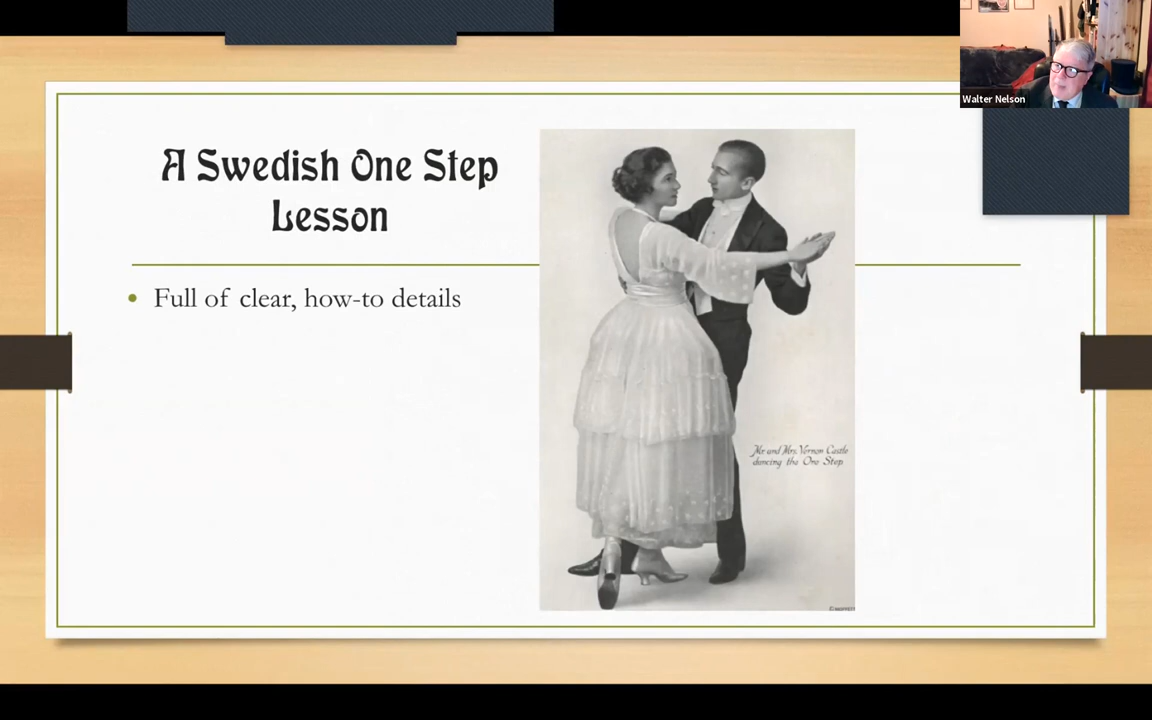 Walter Nelson
A Swedish One Step
Lesson
Full of clear, how-to details
Mr and Mrs. Vernon Castle
dancing the One Step